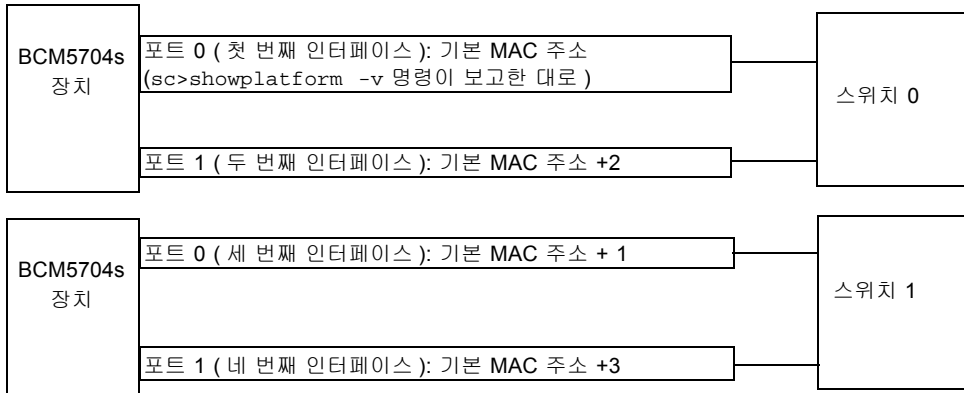 BCM5704s
장치
포트 0 ( 첫 번째 인터페이스 ): 기본 MAC 주소
(sc>showplatform -v 명령이 보고한 대로 )
포트 1 ( 두 번째 인터페이스 ): 기본 MAC 주소 +2
스위치 0
BCM5704s
장치
포트 0 ( 세 번째 인터페이스 ): 기본 MAC 주소 + 1
포트 1 ( 네 번째 인터페이스 ): 기본 MAC 주소 +3
스위치 1